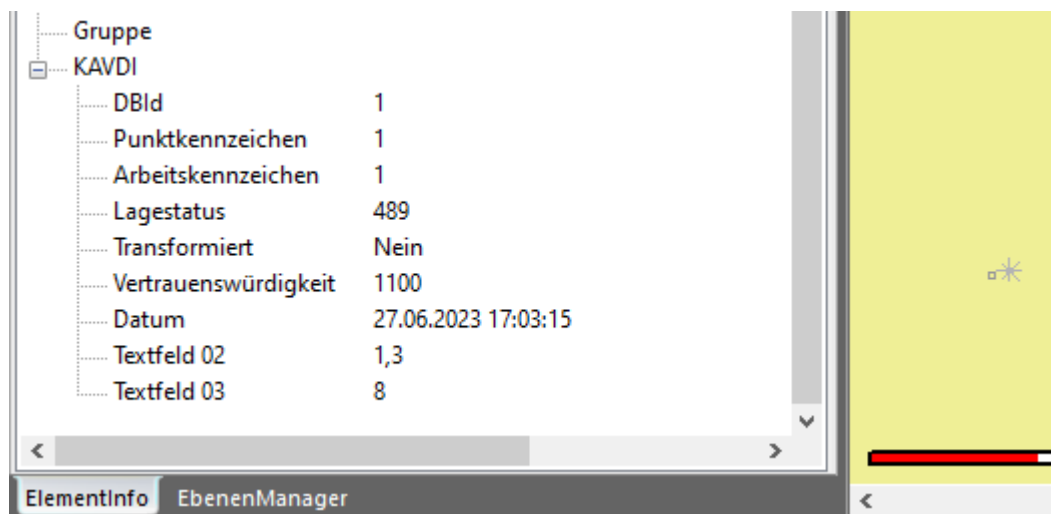 Gruppe
KAVDI
DBId 1
Punktkennzeichen 1
Arbeitskennzeichen 1
Lagestatus 489
Transformiert Nein
Vertrauenswürdigkeit 1100
Datum 27.06.2023 17:03:15
Textfeld 02 1,3
Textfeld 03 8
ElementInfo EbenenManager